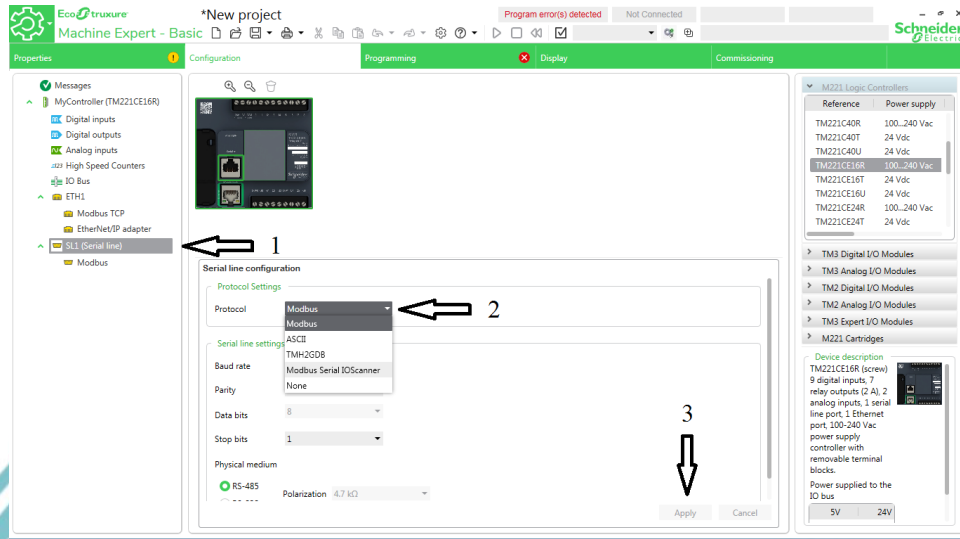 EcoStruxure
*New project
Program error(s) detected
Not Connected
Machine Expert - Basic
Schneider
Electric
Properties
!
Configuration
Programming
Display
Commissioning
Messages
MyController (TM221CE16R)
Digital inputs
Digital outputs
Analog inputs
High Speed Counters
IO Bus
ETH1
Modbus TCP
EtherNet/IP adapter
SL1 (Serial line)
Modbus
1
Serial line configuration
Protocol Settings
Protocol
Modbus
2
Modbus
ASCII
TMH2GDB
Modbus Serial IOScanner
None
Serial line settings
Baud rate
Parity
Data bits
8
Stop bits
1
Physical medium
RS-485
Polarization
4.7 kΩ
3
Apply
Cancel
M221 Logic Controllers
Reference
Power supply
TM221C40R
100...240 Vac
TM221C40T
24 Vdc
TM221C40U
24 Vdc
TM221CE16R
100...240 Vac
TM221CE16T
24 Vdc
TM221CE16U
24 Vdc
TM221CE24R
100...240 Vac
TM221CE24T
24 Vdc
TM3 Digital I/O Modules
TM3 Analog I/O Modules
TM2 Digital I/O Modules
TM2 Analog I/O Modules
TM3 Expert I/O Modules
M221 Cartridges
Device description
TM221CE16R (screw)
9 digital inputs, 7
relay outputs (2 A), 2
analog inputs, 1 serial
line port, 1 Ethernet
port, 100-240 Vac
power supply
controller with
removable terminal
blocks.
Power supplied to the
IO bus
5V
24V